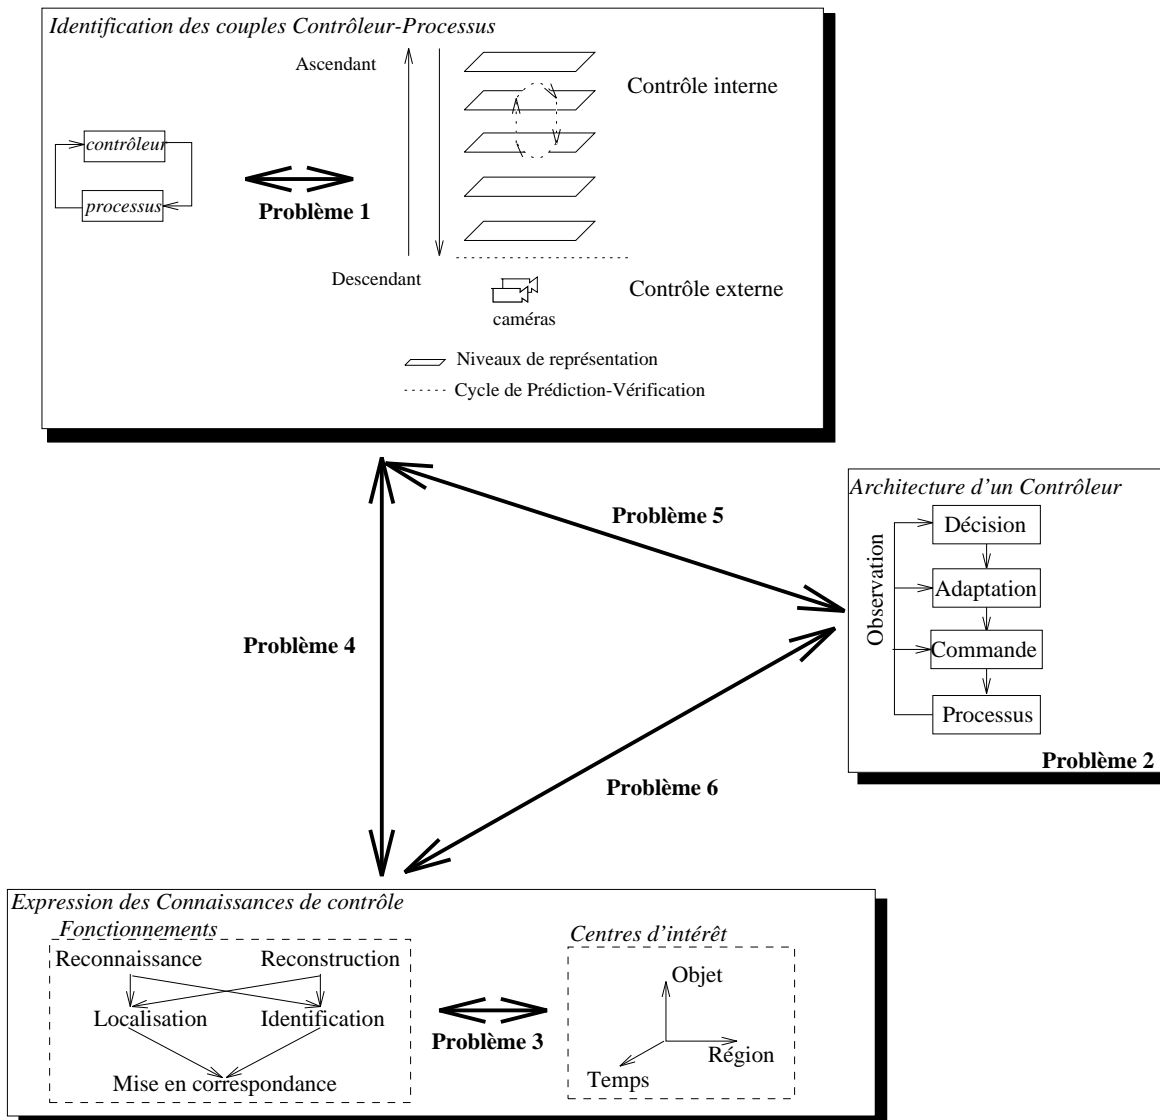 Identification des couples Contrôleur-Processus
Ascendant
Contrôle interne
contrôleur
processus
Problème 1
Descendant
Contrôle externe
caméras
Niveaux de représentation
Cycle de Prédiction-Vérification
Architecture d'un Contrôleur
Problème 5
Décision
Observation
Adaptation
Problème 4
Commande
Processus
Problème 2
Problème 6
Expression des Connaissances de contrôle
Fonctionnements
Centres d'intérêt
Reconnaissance
Reconstruction
Objet
Localisation
Identification
Problème 3
Région
Temps
Mise en correspondance